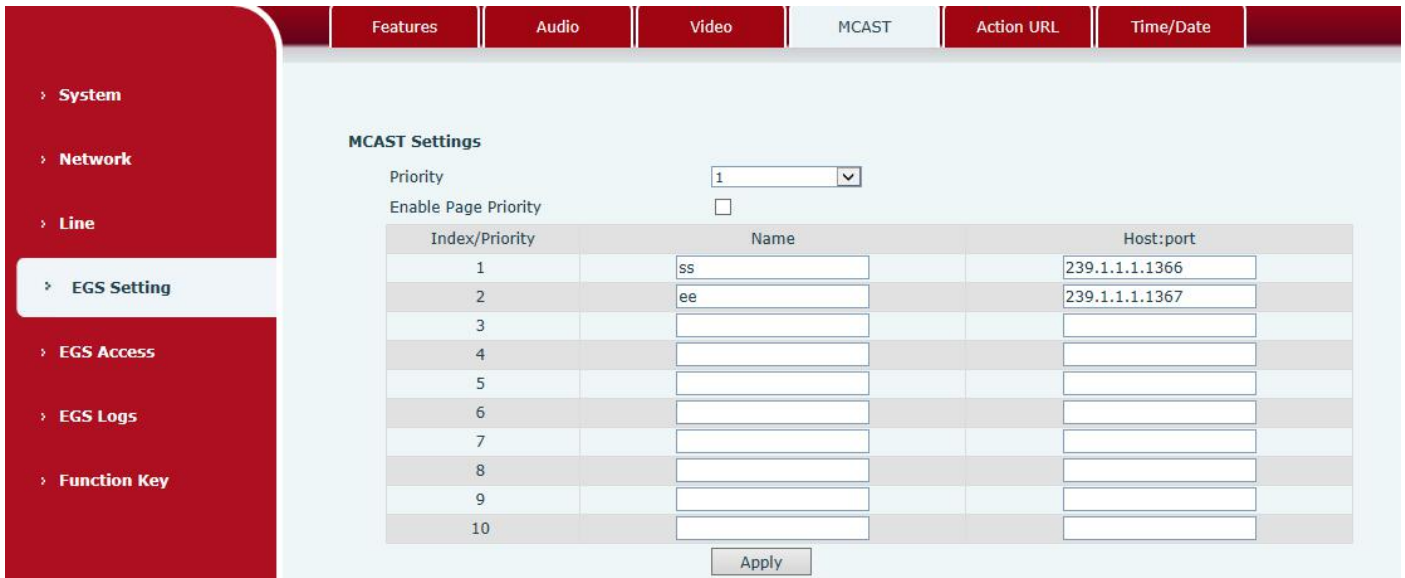 Features Audio Video MCAST Action URL Time/Date
› System
› Network
› Line
› EGS Setting
› EGS Access
› EGS Logs
› Function Key
MCAST Settings
Priority 1
Enable Page Priority
Index/Priority Name Host:port
1 ss 239.1.1.1.1366
2 ee 239.1.1.1.1367
3
4
5
6
7
8
9
10
Apply